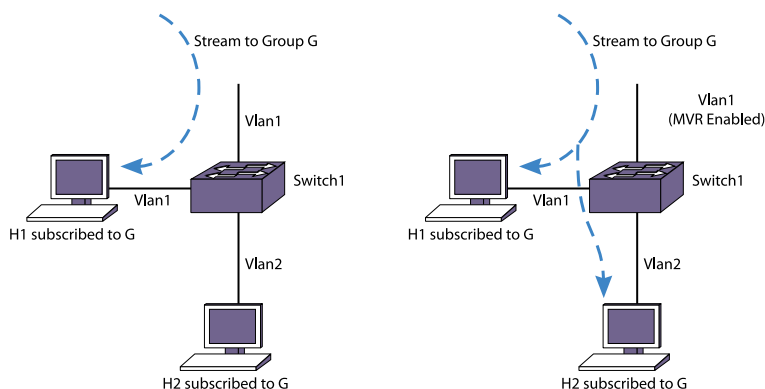 Stream to Group G
Vlan1
Switch1
Vlan1
H1 subscribed to G
Vlan2
H2 subscribed to G
Stream to Group G
Vlan1
(MVR Enabled)
Switch1
Vlan1
H1 subscribed to G
Vlan2
H2 subscribed to G